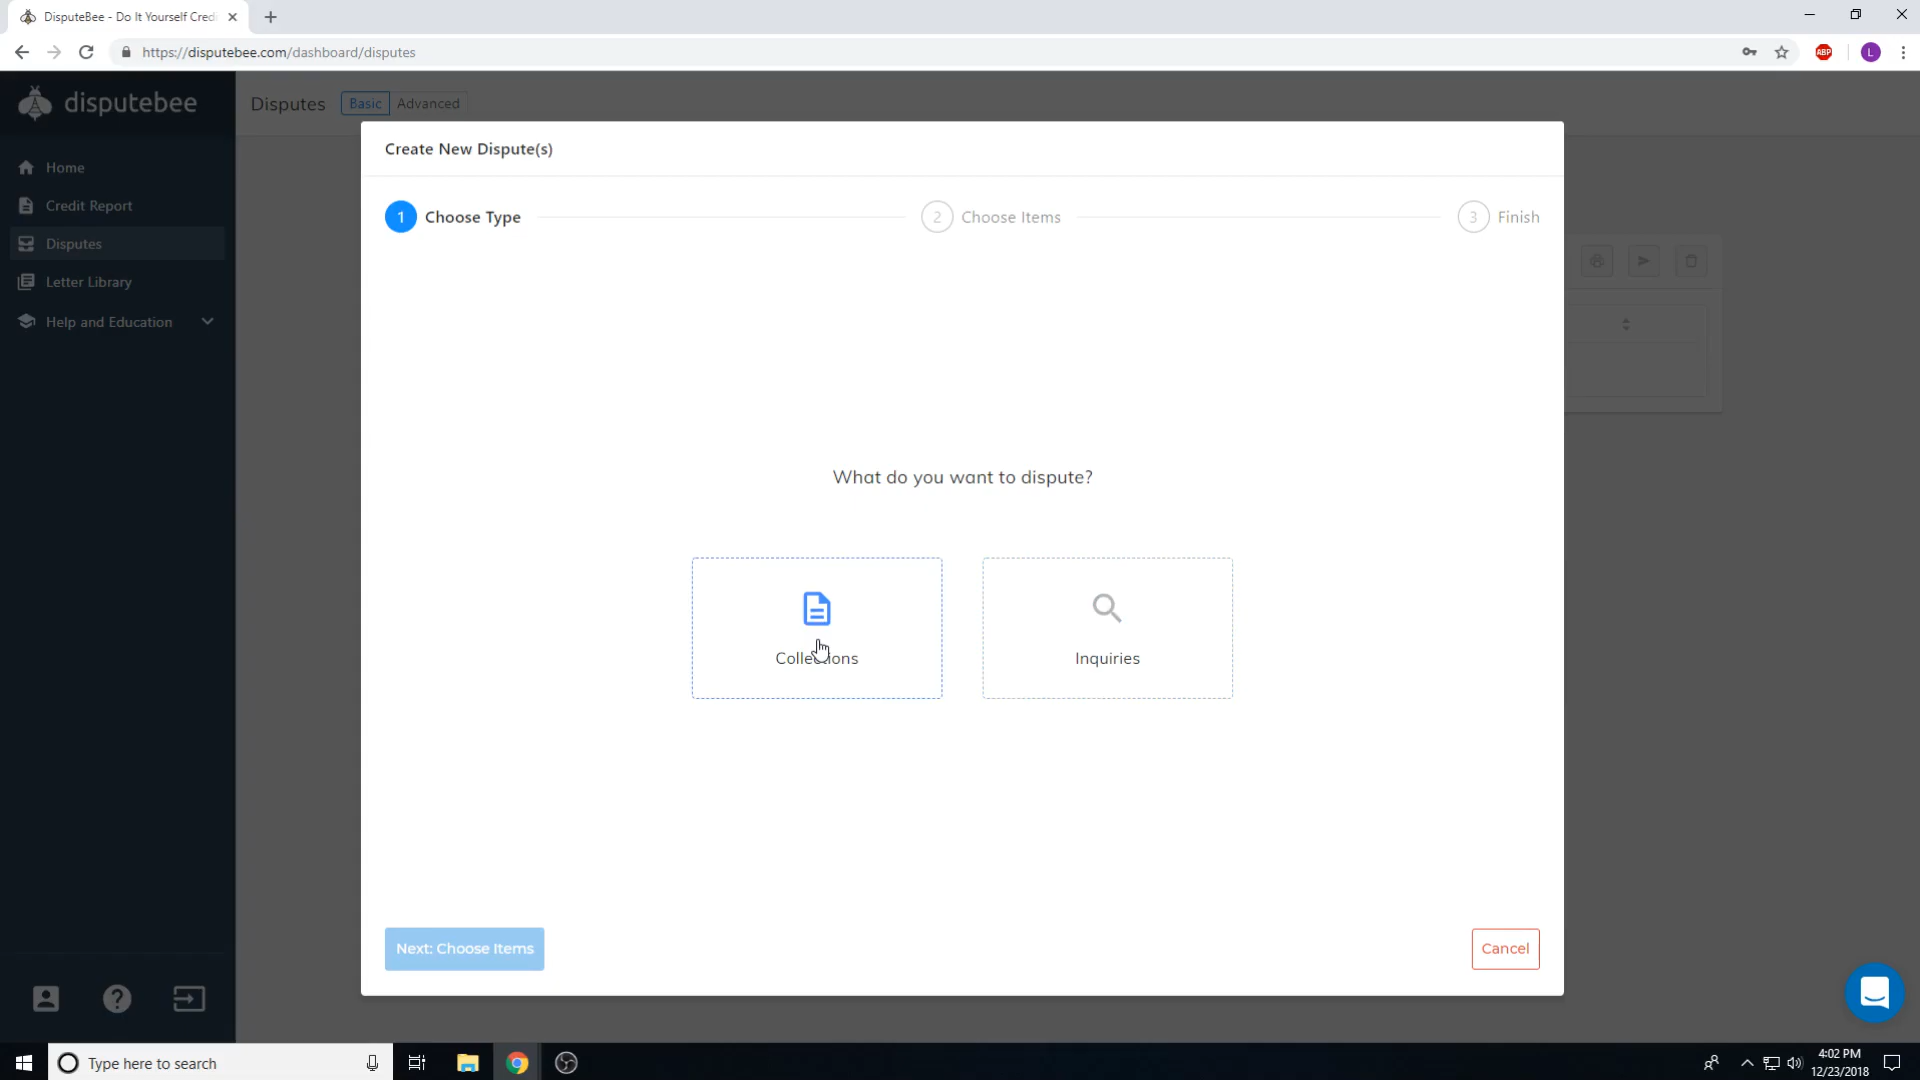 DisputeBee - Do It Yourself Credi
https://disputebee.com/dashboard/disputes
ABP
L
disputebee
Disputes
Basic
Advanced
Home
Credit Report
Disputes
Letter Library
Help and Education
Create New Dispute(s)
1 Choose Type
2 Choose Items
3 Finish
What do you want to dispute?
Collections
Inquiries
Next: Choose Items
Cancel
Type here to search
4:02 PM
12/23/2018